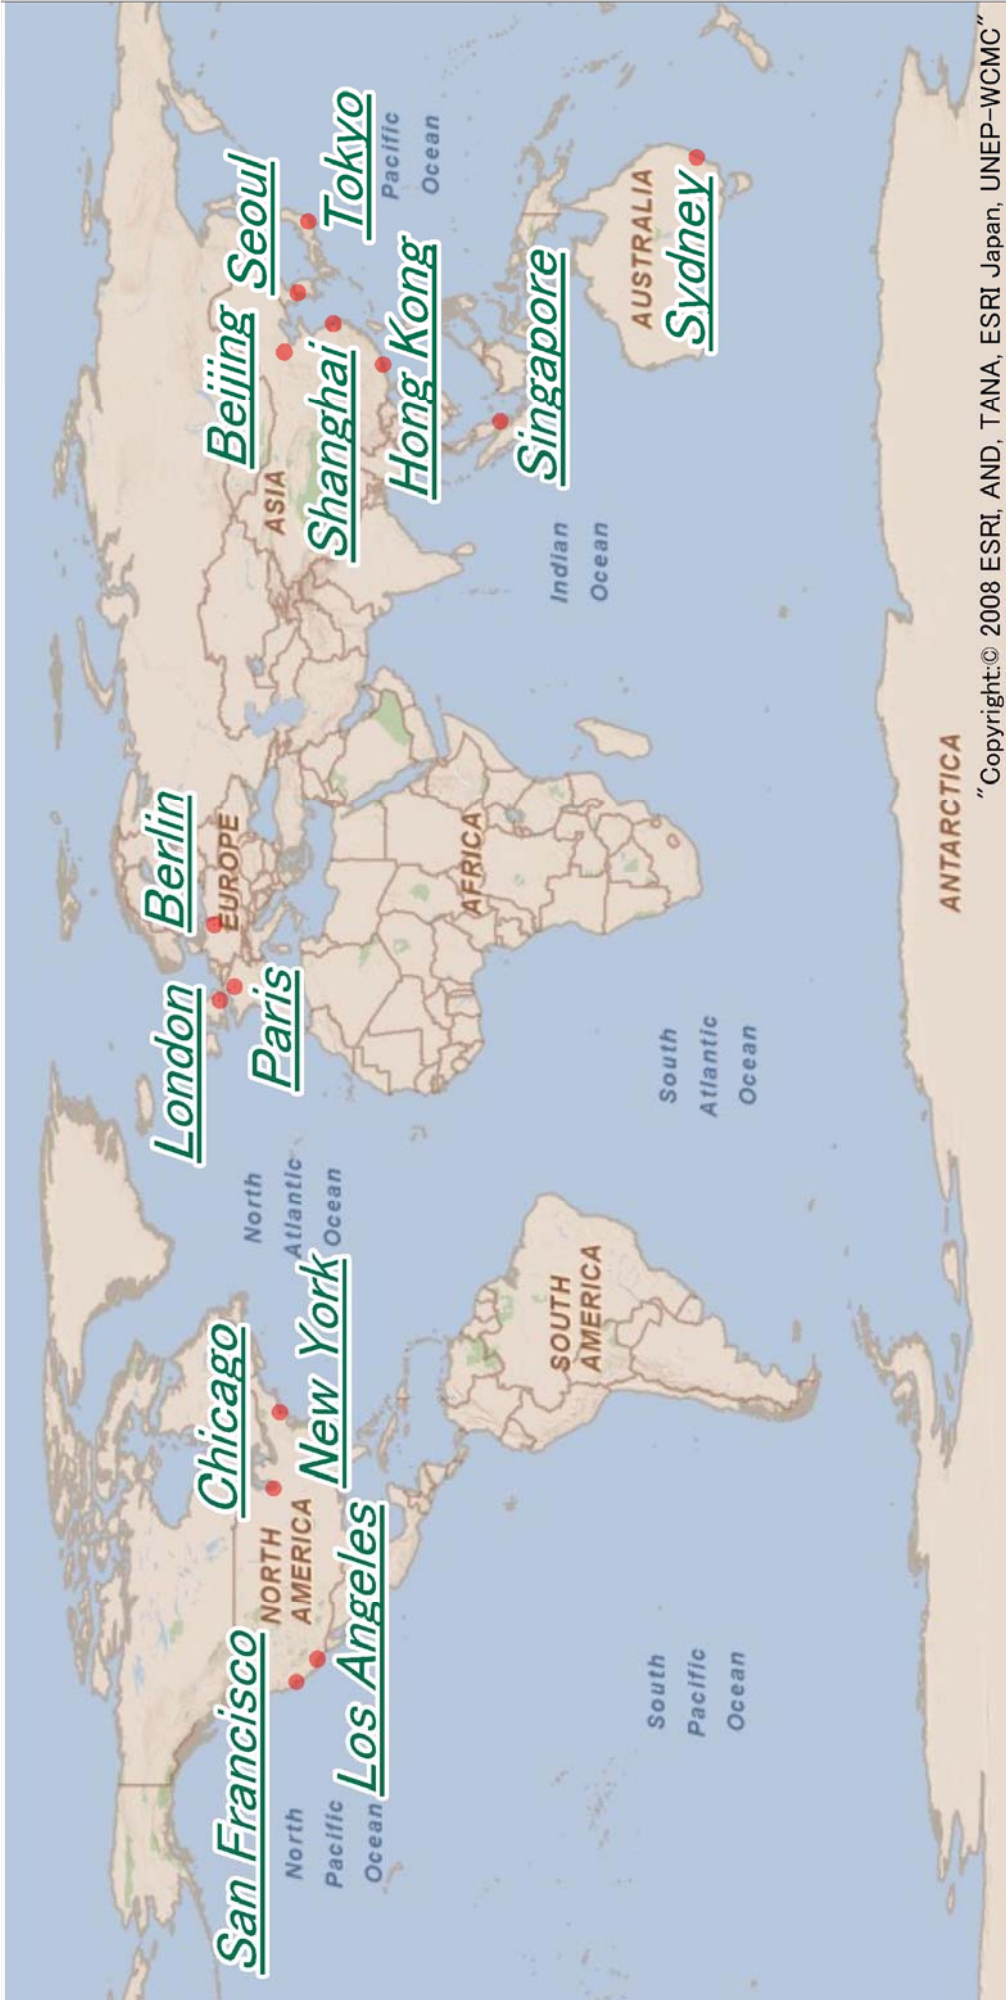 London
Berlin
Beijing
Seoul
San Francisco
Chicago
EUROPE
North
Atlantic
Ocean
Paris
ASIA
NORTH
AMERICA
New York
Shanghai
Tokyo
North
Pacific
Ocean
Los Angeles
Hong Kong
Pacific
Ocean
AFRICA
Singapore
Indian
Ocean
SOUTH
AMERICA
AUSTRALIA
Sydney
South
Pacific
Ocean
South
Atlantic
Ocean
ANTARCTICA
"Copyright:© 2008 ESRI, AND, TANA, ESRI Japan, UNEP-WCMC"